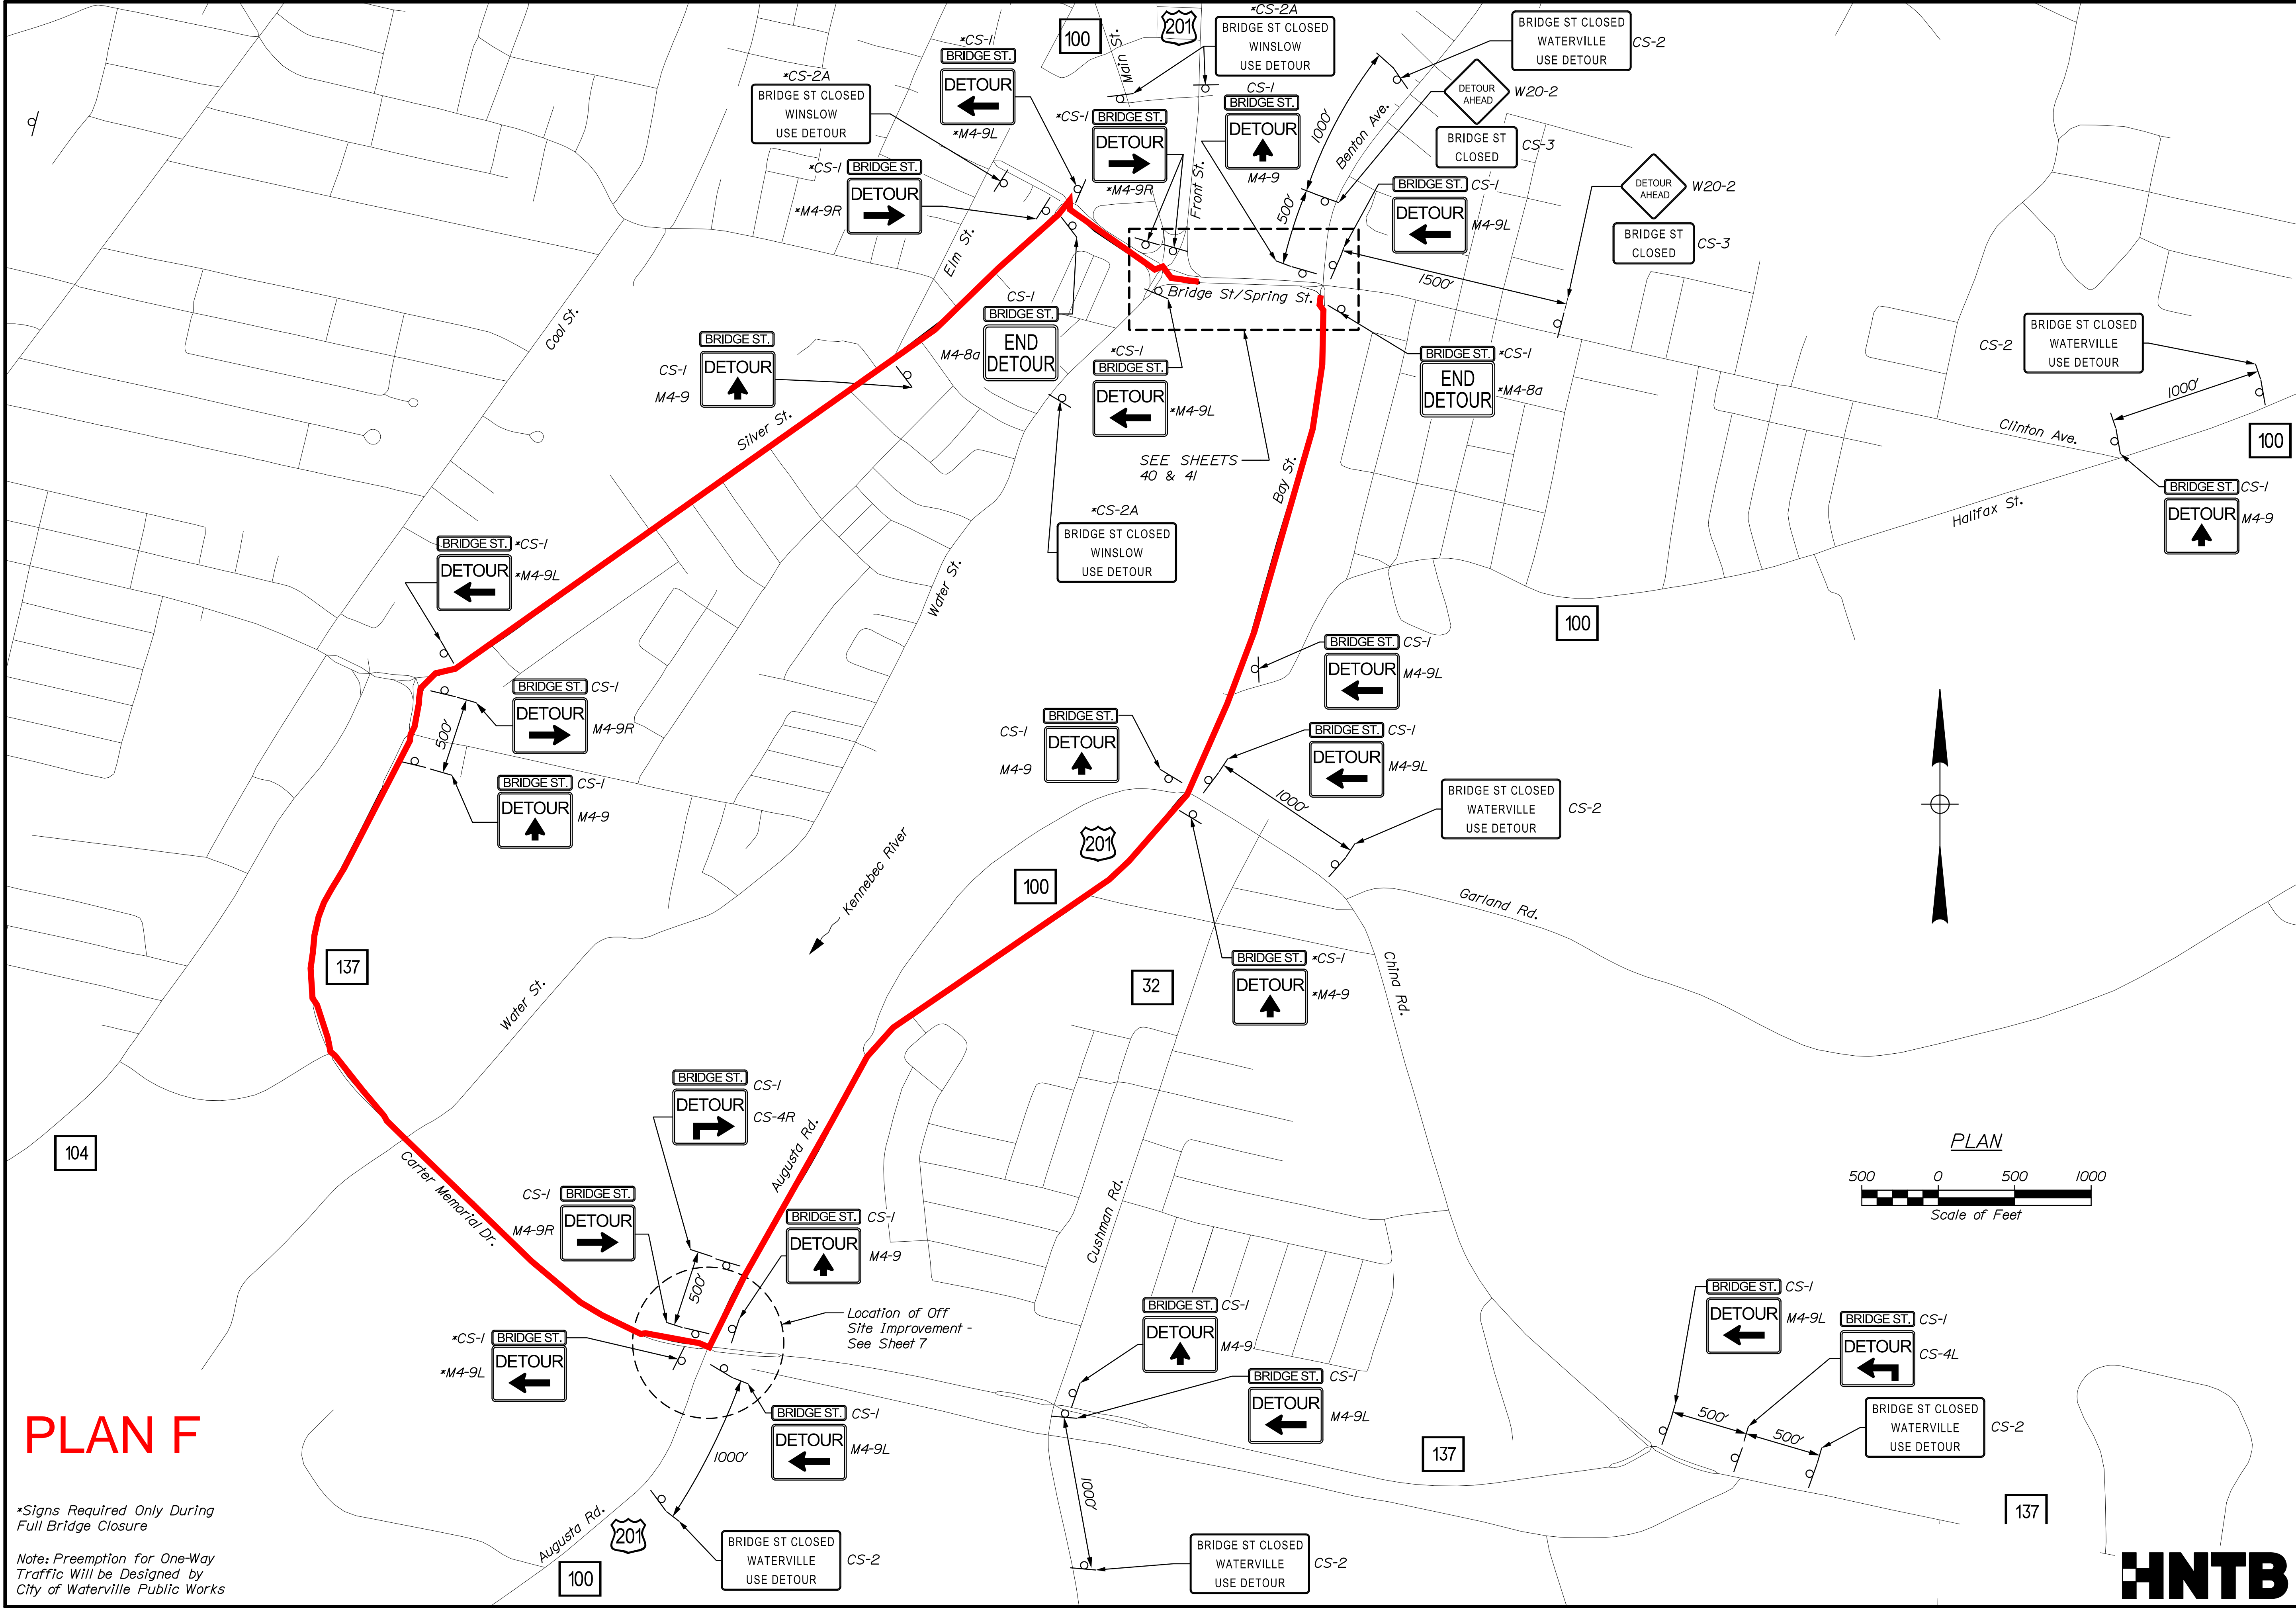 *CS-2A
BRIDGE ST CLOSED
WINSLOW
USE DETOUR
100
201
Main St.
*CS-1
BRIDGE ST.
DETOUR
*M4-9L
*CS-2A
BRIDGE ST CLOSED
WINSLOW
USE DETOUR
BRIDGE ST CLOSED
WATERVILLE
USE DETOUR
CS-2
DETOUR
AHEAD
W20-2
BRIDGE ST
CLOSED
CS-3
1000'
Benton Ave.
CS-1
BRIDGE ST.
DETOUR
M4-9
*CS-1
BRIDGE ST.
DETOUR
*M4-9R
Front St.
500'
*CS-1
BRIDGE ST.
DETOUR
*M4-9R
BRIDGE ST.
CS-1
DETOUR
M4-9L
DETOUR
AHEAD
W20-2
BRIDGE ST
CLOSED
CS-3
1500'
Elm St.
Cool St.
Bridge St/Spring St.
CS-1
BRIDGE ST.
END
DETOUR
M4-8a
BRIDGE ST.
DETOUR
CS-1
M4-9
*CS-1
BRIDGE ST.
DETOUR
*M4-9L
BRIDGE ST.
*CS-1
END
DETOUR
*M4-8a
BRIDGE ST CLOSED
WATERVILLE
USE DETOUR
CS-2
1000'
Clinton Ave.
100
Silver St.
SEE SHEETS
40 & 41
Bay St.
BRIDGE ST.
CS-1
DETOUR
M4-9
Halifax St.
*CS-2A
BRIDGE ST CLOSED
WINSLOW
USE DETOUR
BRIDGE ST.
*CS-1
DETOUR
*M4-9L
Water St.
100
BRIDGE ST.
CS-1
DETOUR
M4-9L
BRIDGE ST.
CS-1
DETOUR
M4-9R
500'
BRIDGE ST.
CS-1
DETOUR
M4-9
BRIDGE ST.
CS-1
DETOUR
M4-9
BRIDGE ST.
CS-1
DETOUR
M4-9L
1000'
BRIDGE ST CLOSED
WATERVILLE
USE DETOUR
CS-2
201
100
Kennebec River
Garland Rd.
137
Water St.
32
BRIDGE ST.
*CS-1
DETOUR
*M4-9
China Rd.
104
Carter Memorial Dr.
BRIDGE ST.
CS-1
DETOUR
CS-4R
Augusta Rd.
CS-1
BRIDGE ST.
DETOUR
M4-9R
BRIDGE ST.
CS-1
DETOUR
M4-9
500'
Cushman Rd.
PLAN
500 0 500 1000
Scale of Feet
Location of Off
Site Improvement -
See Sheet 7
*CS-1
BRIDGE ST.
DETOUR
*M4-9L
BRIDGE ST.
CS-1
DETOUR
M4-9
BRIDGE ST.
CS-1
DETOUR
M4-9L
BRIDGE ST.
CS-1
DETOUR
M4-9L
BRIDGE ST.
CS-1
DETOUR
CS-4L
BRIDGE ST CLOSED
WATERVILLE
USE DETOUR
CS-2
500'
500'
BRIDGE ST.
CS-1
DETOUR
M4-9L
1000'
1000'
137
137
PLAN F
Augusta Rd.
201
100
BRIDGE ST CLOSED
WATERVILLE
USE DETOUR
CS-2
BRIDGE ST CLOSED
WATERVILLE
USE DETOUR
CS-2
*Signs Required Only During
Full Bridge Closure
Note: Preemption for One-Way
Traffic Will be Designed by
City of Waterville Public Works
HNTB